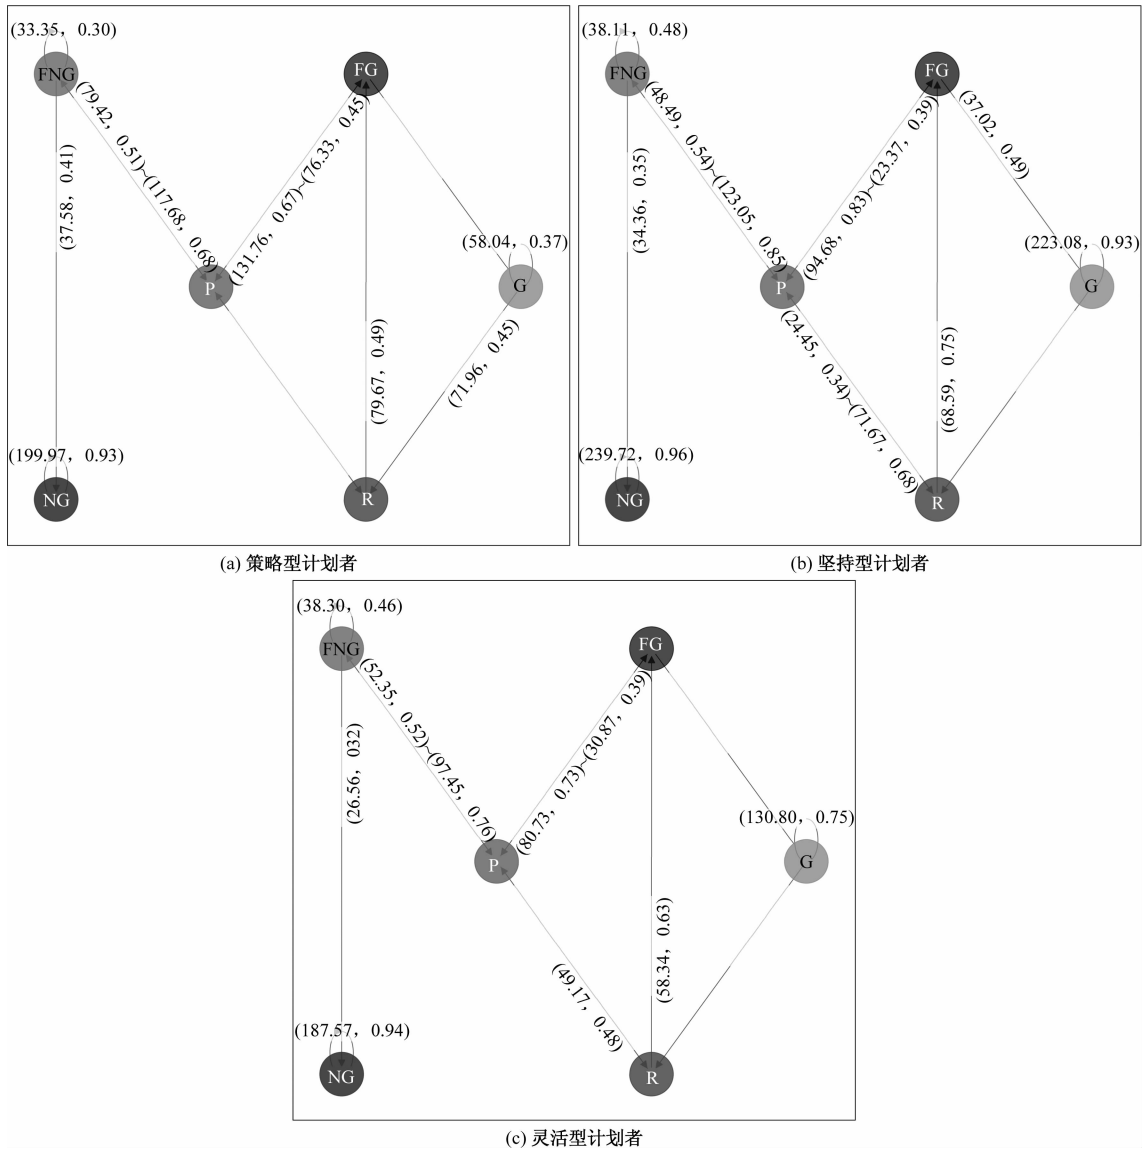 (33.35, 0.30)
FNG
FG
(79.42, 0.51)~(117.68, 0.68)
(131.76, 0.67)~(76.33, 0.45)
(37.58, 0.41)
(58.04, 0.37)
P
G
(79.67, 0.49)
(71.96, 0.45)
(199.97, 0.93)
NG
R
(a) 策略型计划者
(38.11, 0.48)
FNG
FG
(48.49, 0.54)~(123.05, 0.85)
(94.68, 0.83)~(23.37, 0.39)
(37.02, 0.49)
(34.36, 0.35)
(223.08, 0.93)
P
G
(24.45, 0.34)~(71.67, 0.68)
(68.59, 0.75)
(239.72, 0.96)
NG
R
(b) 坚持型计划者
(38.30, 0.46)
FNG
FG
(52.35, 0.52)~(97.45, 0.76)
(80.73, 0.73)~(30.87, 0.39)
(26.56, 032)
(130.80, 0.75)
P
G
(49.17, 0.48)
(58.34, 0.63)
(187.57, 0.94)
NG
R
(c) 灵活型计划者